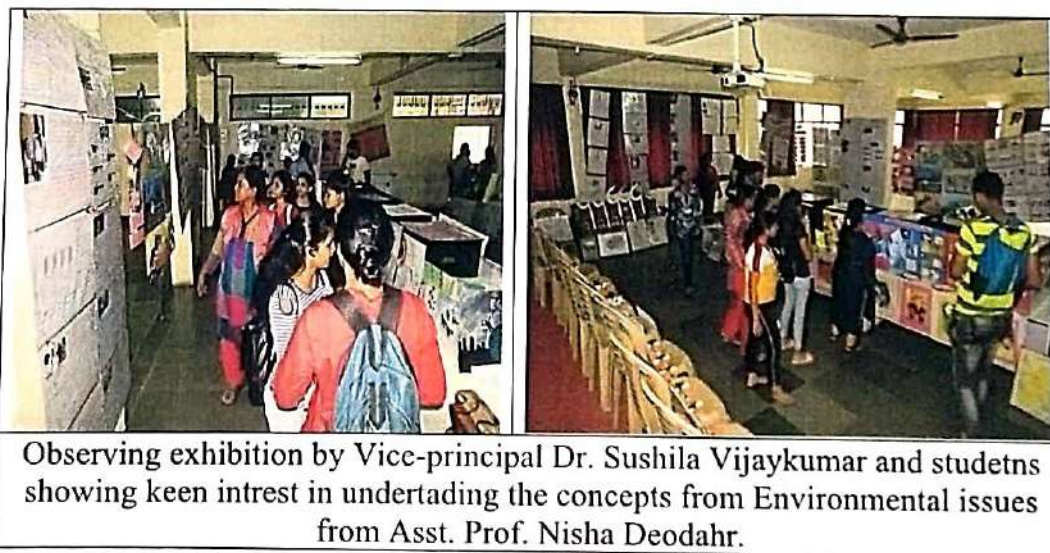 Observing exhibition by Vice-principal Dr. Sushila Vijaykumar and studetns
showing keen intrest in undertading the concepts from Environmental issues
from Asst. Prof. Nisha Deodahr.